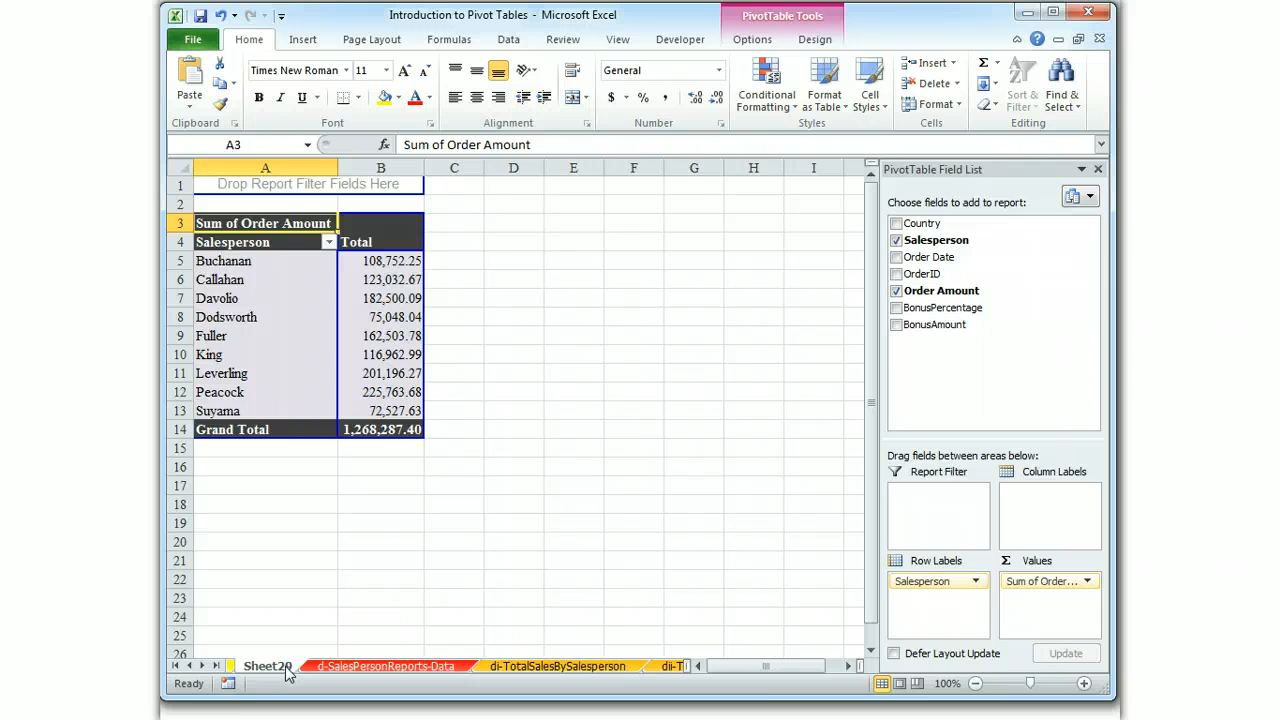 Introduction to Pivot Tables - Microsoft Excel
PivotTable Tools
File Home Insert Page Layout Formulas Data Review View Developer Options Design
Paste
Clipboard
Times New Roman 11
B I U
Font
Alignment
General
$ % ,
Number
Conditional Formatting
Format as Table
Cell Styles
Styles
Insert
Delete
Format
Cells
Σ
Sort & Filter
Find & Select
Editing
A3 fx Sum of Order Amount
A B C D E F G H I
1 Drop Report Filter Fields Here
2
3 Sum of Order Amount
4 Salesperson Total
5 Buchanan 108,752.25
6 Callahan 123,032.67
7 Davolio 182,500.09
8 Dodsworth 75,048.04
9 Fuller 162,503.78
10 King 116,962.99
11 Leverling 201,196.27
12 Peacock 225,763.68
13 Suyama 72,527.63
14 Grand Total 1,268,287.40
15
16
17
18
19
20
21
22
23
24
25
26
PivotTable Field List
Choose fields to add to report:
Country
Salesperson
Order Date
OrderID
Order Amount
BonusPercentage
BonusAmount
Drag fields between areas below:
Report Filter
Column Labels
Row Labels
Σ Values
Salesperson
Sum of Order...
Defer Layout Update
Update
Sheet20 d-SalesPersonReports-Data di-TotalSalesBySalesperson dii-T
Ready
100%